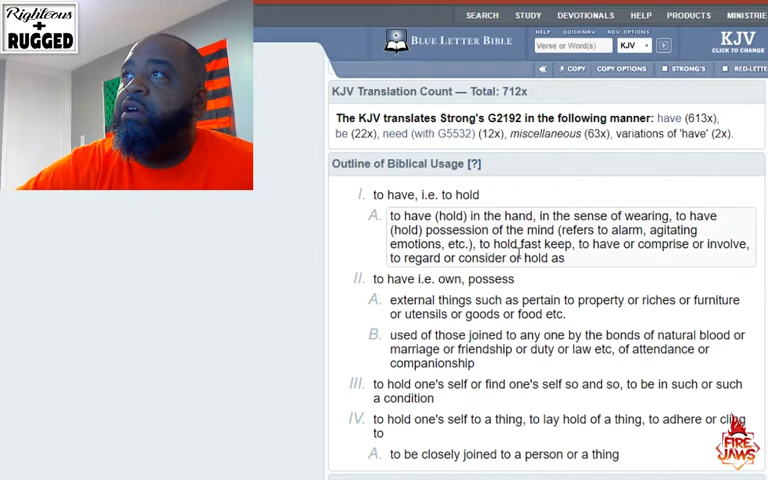 Righteous
+
RUGGED
SEARCH STUDY DEVOTIONALS HELP PRODUCTS MINISTRIE
BLUE LETTER BIBLE
HELP QUICKNAV ADV. OPTIONS
Verse or Word(s) KJV
KJV
CLICK TO CHANGE
COPY COPY OPTIONS STRONG'S RED-LETTE
KJV Translation Count — Total: 712x
The KJV translates Strong's G2192 in the following manner: have (613x),
be (22x), need (with G5532) (12x), miscellaneous (63x), variations of 'have' (2x).
Outline of Biblical Usage [?]
I. to have, i.e. to hold
A. to have (hold) in the hand, in the sense of wearing, to have
(hold) possession of the mind (refers to alarm, agitating
emotions, etc.), to hold fast keep, to have or comprise or involve,
to regard or consider or hold as
II. to have i.e. own, possess
A. external things such as pertain to property or riches or furniture
or utensils or goods or food etc.
B. used of those joined to any one by the bonds of natural blood or
marriage or friendship or duty or law etc, of attendance or
companionship
III. to hold one's self or find one's self so and so, to be in such or such
a condition
IV. to hold one's self to a thing, to lay hold of a thing, to adhere or cling
to
A. to be closely joined to a person or a thing
FIRE
JAWS